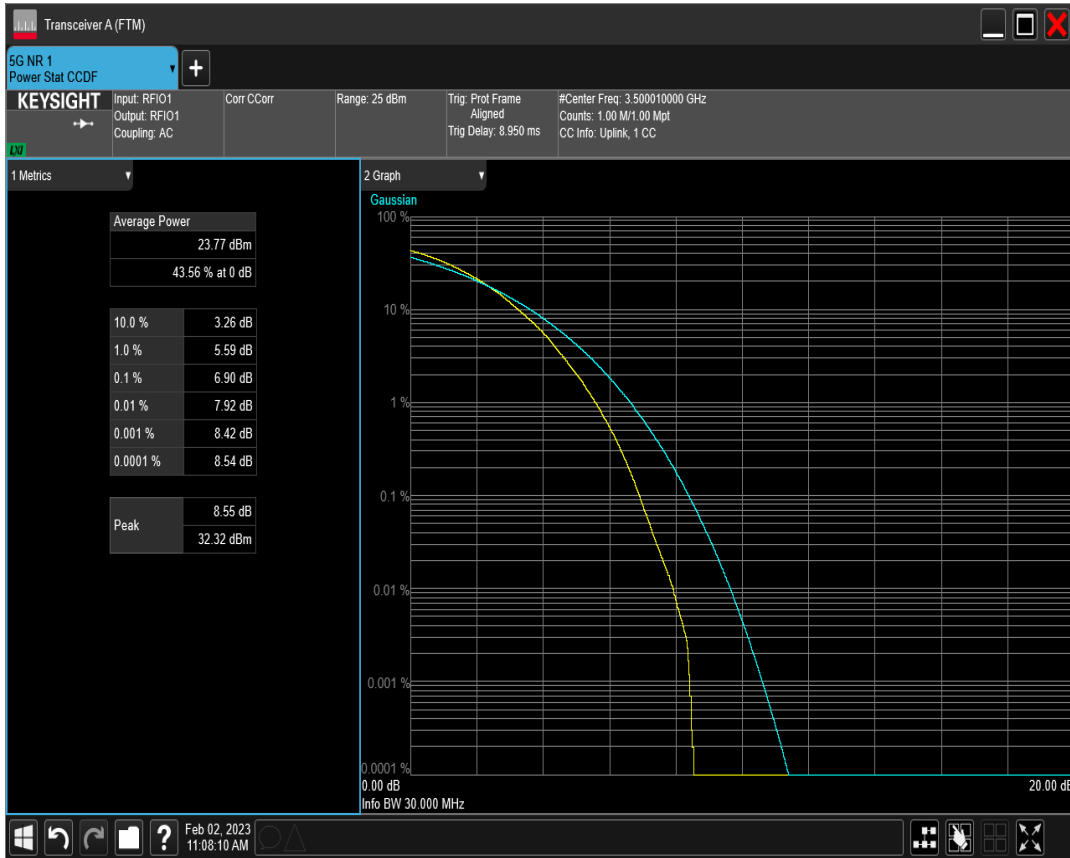 Transceiver A (FTM)
5G NR 1
Power Stat CCDF
+
KEYSIGHT
LXI
Input: RFIO1
Output: RFIO1
Coupling: AC
Corr CCorr
Range: 25 dBm
Trig: Prot Frame
Aligned
Trig Delay: 8.950 ms
#Center Freq: 3.500010000 GHz
Counts: 1.00 M/1.00 Mpt
CC Info: Uplink, 1 CC
1 Metrics
Average Power
23.77 dBm
43.56 % at 0 dB
10.0 % 3.26 dB
1.0 % 5.59 dB
0.1 % 6.90 dB
0.01 % 7.92 dB
0.001 % 8.42 dB
0.0001 % 8.54 dB
Peak
8.55 dB
32.32 dBm
2 Graph
Gaussian
100 %
10 %
1 %
0.1 %
0.01 %
0.001 %
0.0001 %
0.00 dB
20.00 dB
Info BW 30.000 MHz
?
Feb 02, 2023
11:08:10 AM